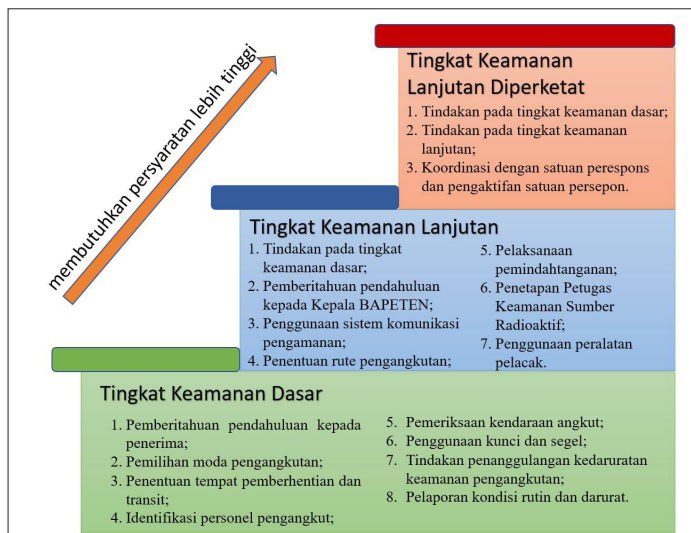 Tingkat Keamanan
Lanjutan Diperketat
1. Tindakan pada tingkat keamanan dasar;
2. Tindakan pada tingkat keamanan
lanjutan;
3. Koordinasi dengan satuan perespons
dan pengaktifan satuan persepon.
membutuhkan persyaratan lebih tinggi
Tingkat Keamanan Lanjutan
1. Tindakan pada tingkat
keamanan dasar;
2. Pemberitahuan pendahuluan
kepada Kepala BAPETEN;
3. Penggunaan sistem komunikasi
pengamanan;
4. Penentuan rute pengangkutan;
5. Pelaksanaan
pemindahtanganan;
6. Penetapan Petugas
Keamanan Sumber
Radioaktif;
7. Penggunaan peralatan
pelacak.
Tingkat Keamanan Dasar
1. Pemberitahuan pendahuluan kepada
penerima;
2. Pemilihan moda pengangkutan;
3. Penentuan tempat pemberhentian dan
transit;
4. Identifikasi personel pengangkut;
5. Pemeriksaan kendaraan angkut;
6. Penggunaan kunci dan segel;
7. Tindakan penanggulangan kedaruratan
keamanan pengangkutan;
8. Pelaporan kondisi rutin dan darurat.